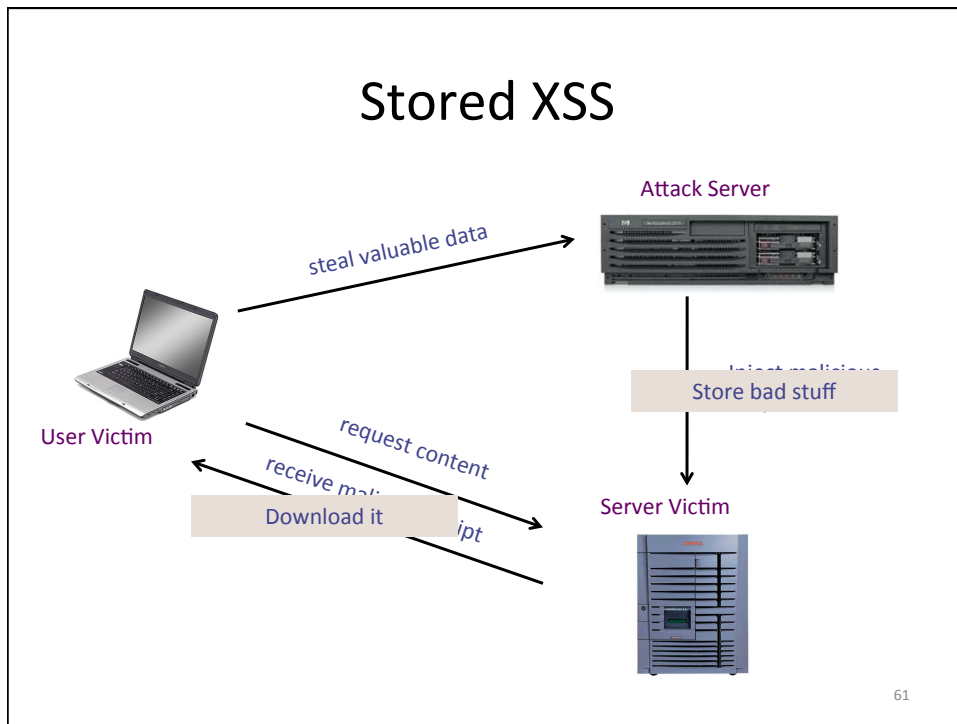 Stored XSS
Attack Server
steal valuable data
Store bad stuff
User Victim
request content
receive
Download it
Server Victim
61